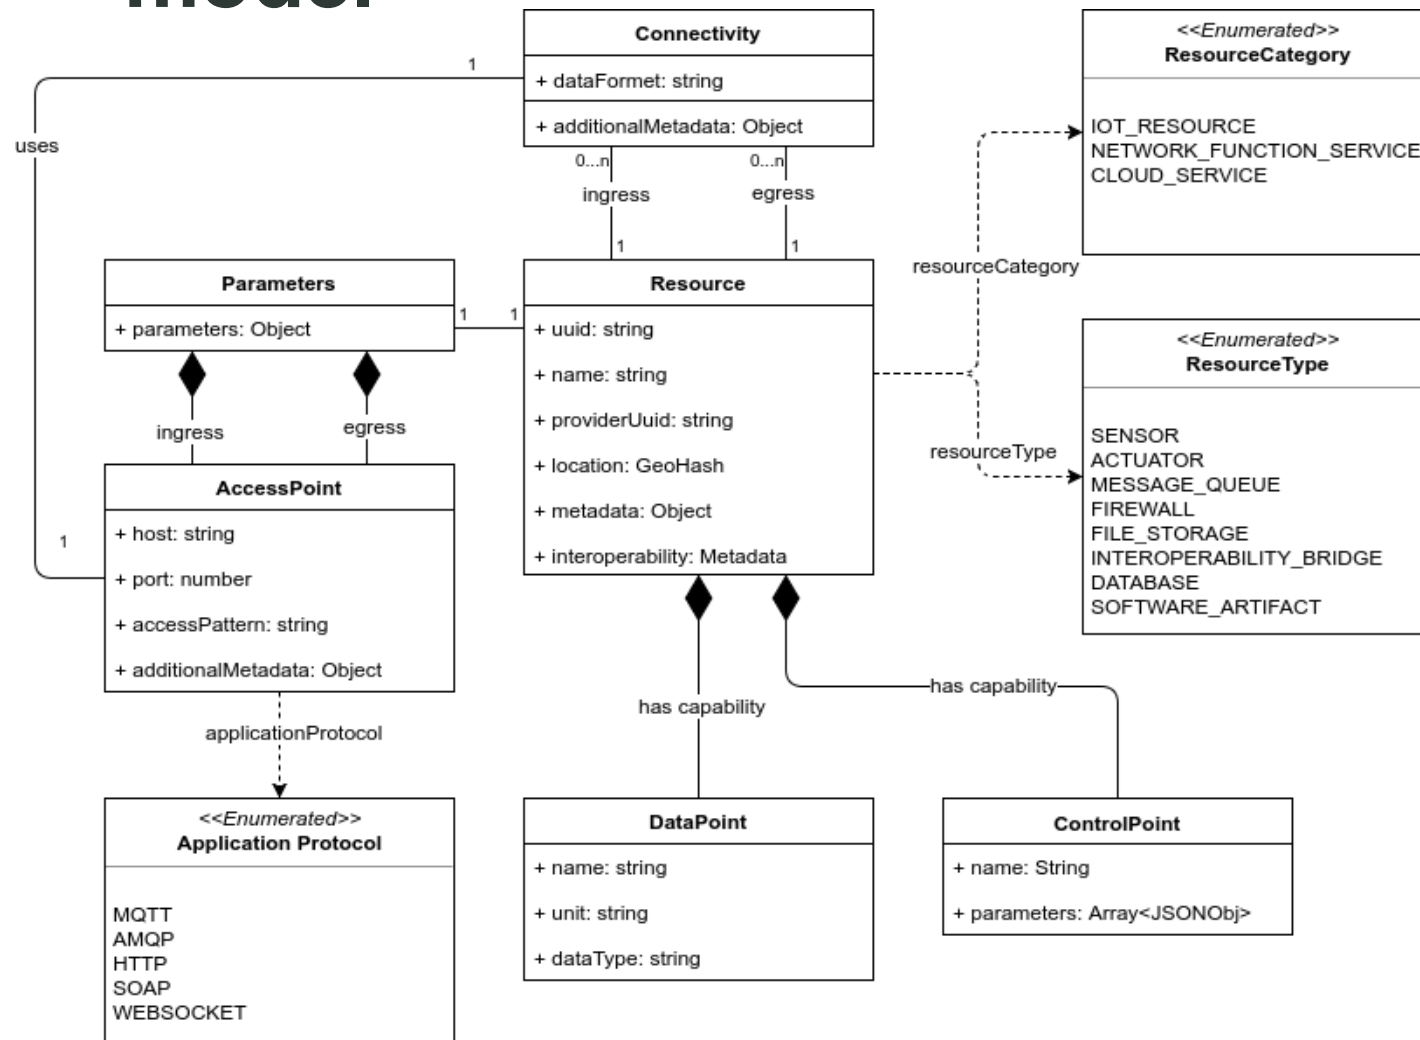 model
Connectivity
+ dataFormet: string
+ additionalMetadata: Object
1
uses
1
0...n
ingress
1
0...n
egress
1
<<Enumerated>>
ResourceCategory
IOT_RESOURCE
NETWORK_FUNCTION_SERVICE
CLOUD_SERVICE
resourceCategory
Parameters
+ parameters: Object
1
1
Resource
+ uuid: string
+ name: string
+ providerUuid: string
+ location: GeoHash
+ metadata: Object
+ interoperability: Metadata
<<Enumerated>>
ResourceType
SENSOR
ACTUATOR
MESSAGE_QUEUE
FIREWALL
FILE_STORAGE
INTEROPERABILITY_BRIDGE
DATABASE
SOFTWARE_ARTIFACT
resourceType
ingress
egress
AccessPoint
+ host: string
+ port: number
+ accessPattern: string
+ additionalMetadata: Object
applicationProtocol
has capability
has capability
<<Enumerated>>
Application Protocol
MQTT
AMQP
HTTP
SOAP
WEBSOCKET
DataPoint
+ name: string
+ unit: string
+ dataType: string
ControlPoint
+ name: String
+ parameters: Array<JSONObj>